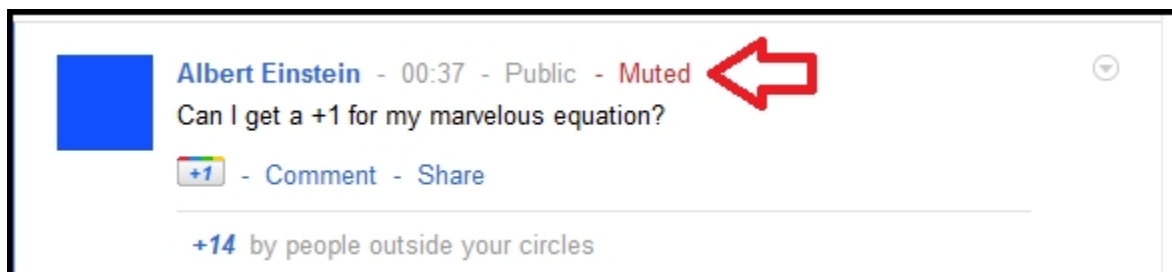 Albert Einstein - 00:37 - Public - Muted
Can I get a +1 for my marvelous equation?
+1 - Comment - Share
+14 by people outside your circles